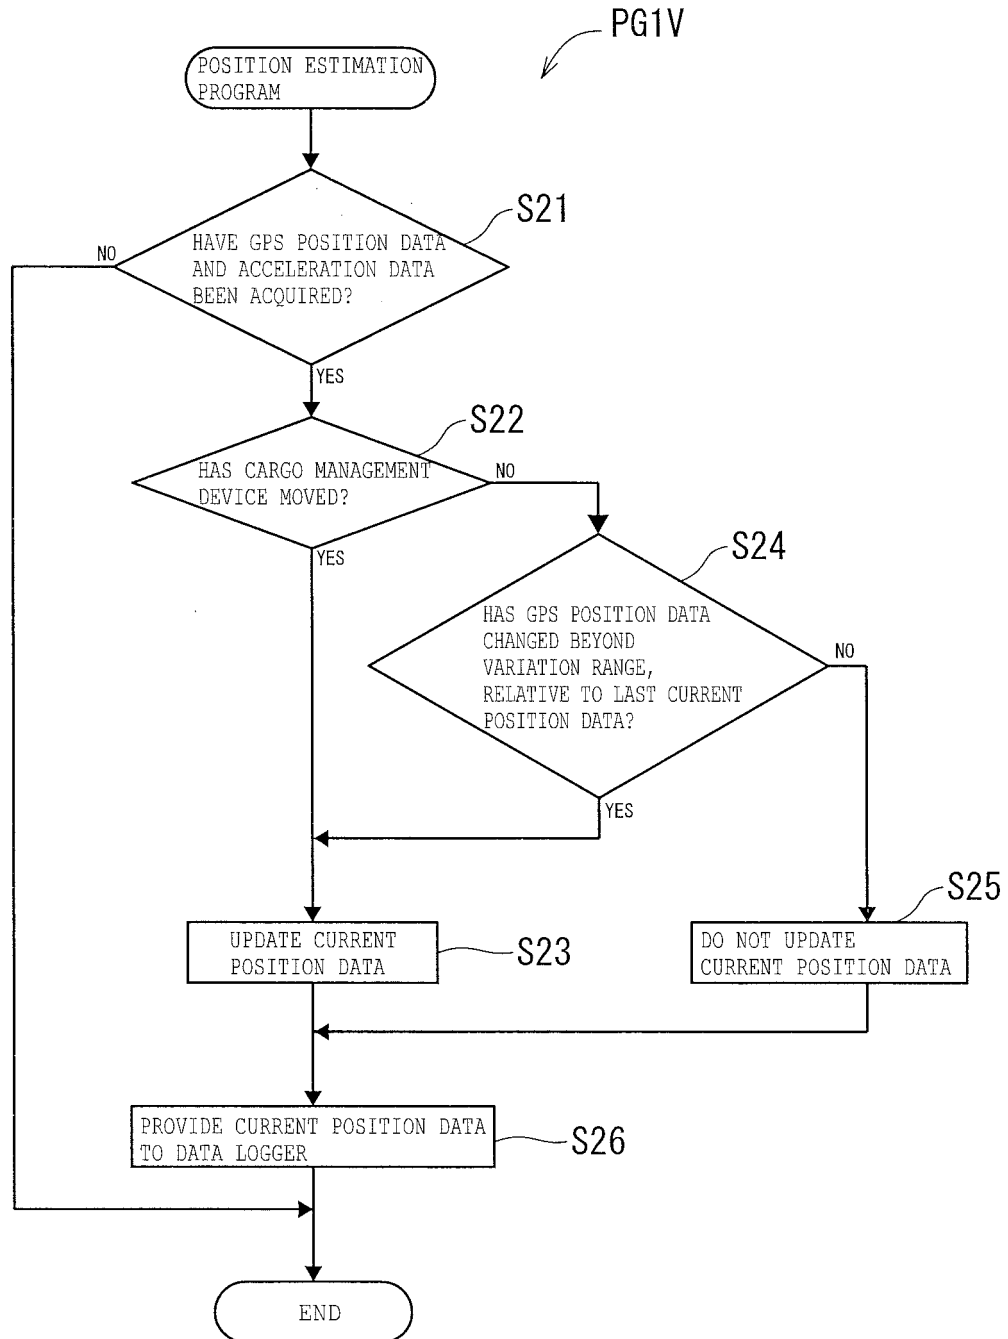 PG1V
POSITION ESTIMATION
PROGRAM
S21
NO
HAVE GPS POSITION DATA
AND ACCELERATION DATA
BEEN ACQUIRED?
YES
S22
HAS CARGO MANAGEMENT
DEVICE MOVED?
NO
YES
S24
HAS GPS POSITION DATA
CHANGED BEYOND
VARIATION RANGE,
RELATIVE TO LAST CURRENT
POSITION DATA?
NO
YES
UPDATE CURRENT
POSITION DATA
S23
S25
DO NOT UPDATE
CURRENT POSITION DATA
PROVIDE CURRENT POSITION DATA
TO DATA LOGGER
S26
END